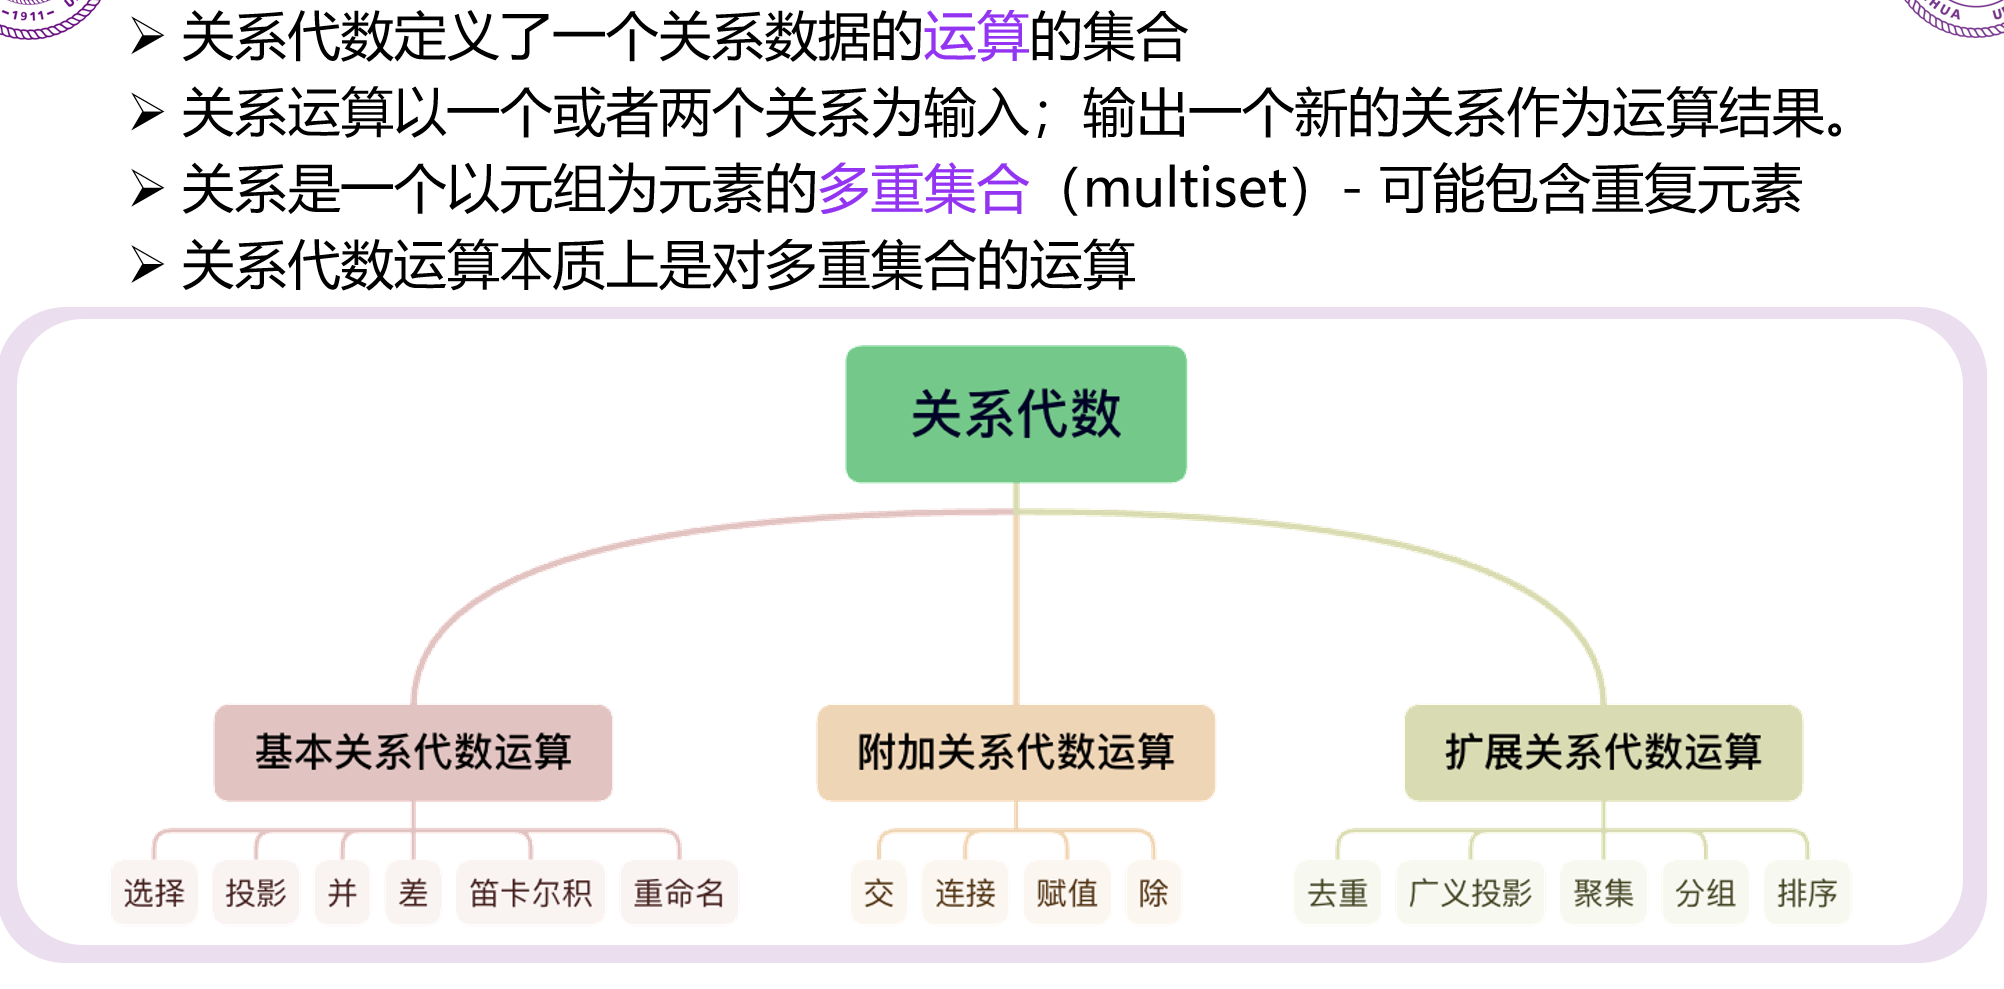 -1911-
关系代数定义了一个关系数据的运算的集合
关系运算以一个或者两个关系为输入；输出一个新的关系作为运算结果。
关系是一个以元组为元素的多重集合（multiset）- 可能包含重复元素
关系代数运算本质上是对多重集合的运算
关系代数
基本关系代数运算 附加关系代数运算 扩展关系代数运算
选择 投影 并 差 笛卡尔积 重命名 交 连接 赋值 除 去重 广义投影 聚集 分组 排序